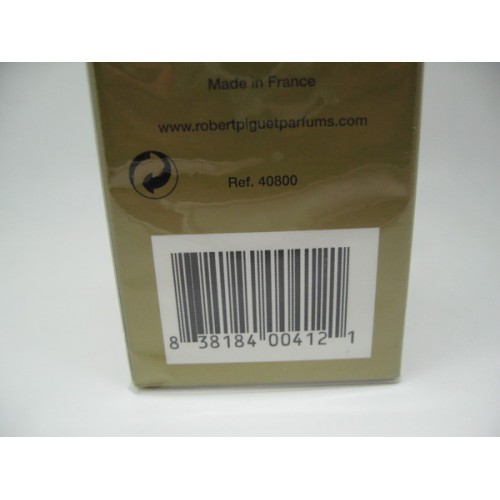 Made in France
www.robertpiguetparfums.com
Ref. 40800
8 38184 00412 1